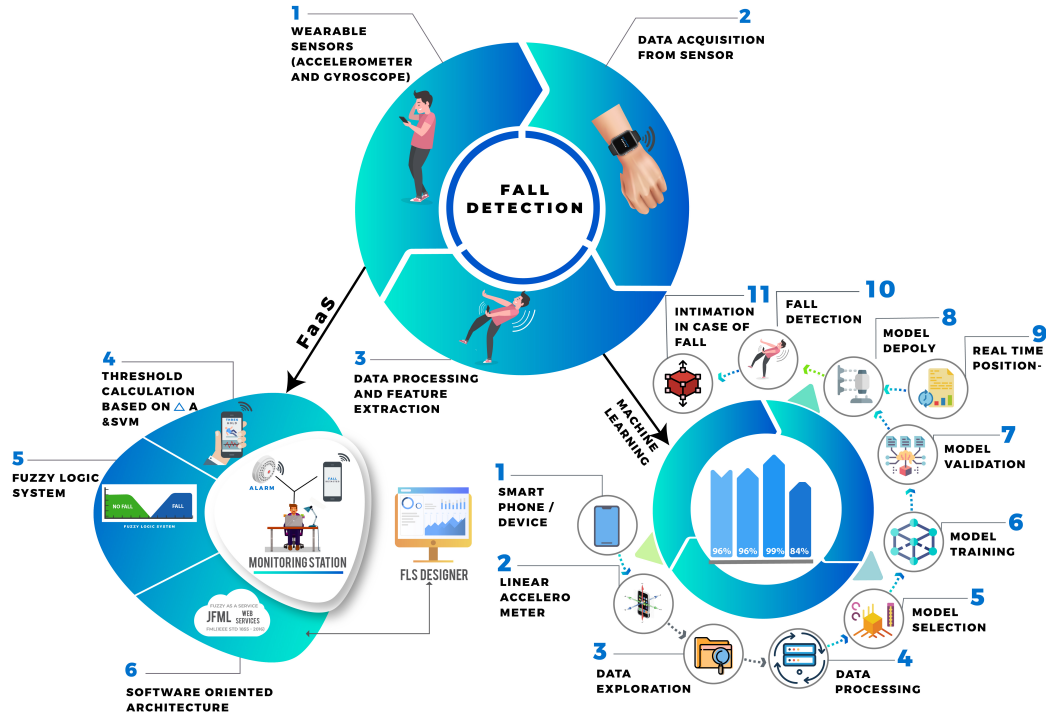 1
WEARABLE
SENSORS
(ACCELEROMETER
AND GYROSCOPE)
2
DATA ACQUISITION
FROM SENSOR
FALL
DETECTION
3
DATA PROCESSING
AND FEATURE
EXTRACTION
FaaS
4
THRESHOLD
CALCULATION
BASED ON △ A
&SVM
5
FUZZY LOGIC
SYSTEM
NO FALL
FALL
FUZZY LOGIC SYSTEM
ALARM
MONITORING STATION
FLS DESIGNER
FUZZY AS A SERVICE
JFML
WEB
SERVICES
6
SOFTWARE ORIENTED
ARCHITECTURE
MACHINE
LEARNING
1
SMART
PHONE /
DEVICE
2
LINEAR
ACCELERO
METER
3
DATA
EXPLORATION
4
DATA
PROCESSING
5
MODEL
SELECTION
6
MODEL
TRAINING
7
MODEL
VALIDATION
8
MODEL
DEPOLY
9
REAL TIME
POSITION-
10
FALL
DETECTION
11
INTIMATION
IN CASE OF
FALL
96%
96%
99%
84%